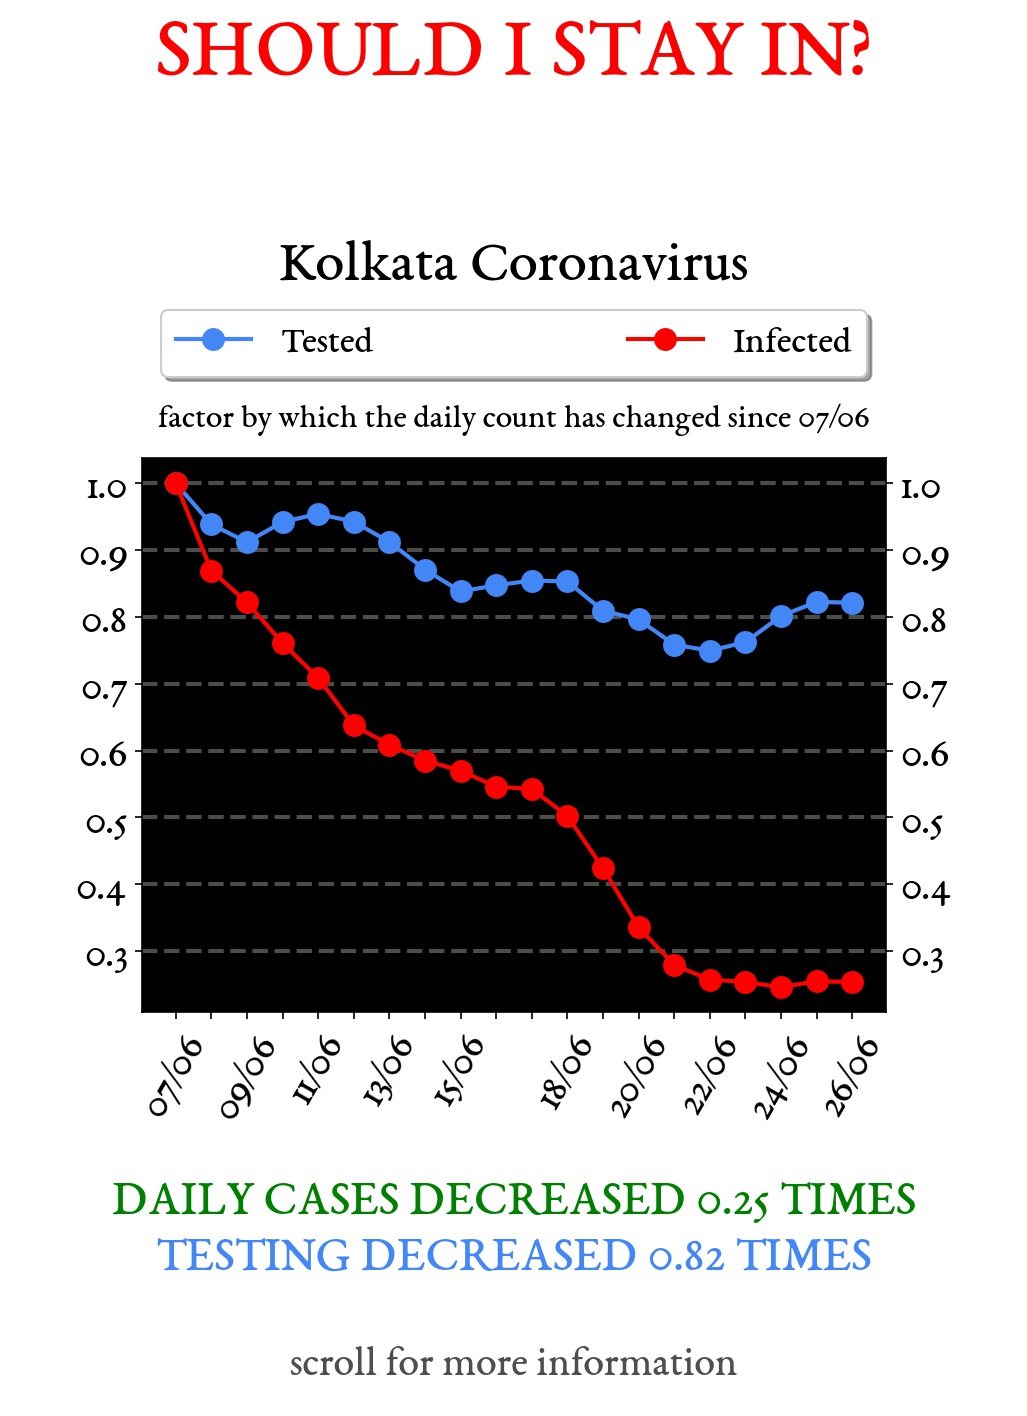 SHOULD I STAY IN?
Kolkata Coronavirus
Tested Infected
factor by which the daily count has changed since 07/06
1.0 1.0
0.9 0.9
0.8 0.8
0.7 0.7
0.6 0.6
0.5 0.5
0.4 0.4
0.3 0.3
07/06 09/06 11/06 13/06 15/06 18/06 20/06 22/06 24/06 26/06
DAILY CASES DECREASED 0.25 TIMES
TESTING DECREASED 0.82 TIMES
scroll for more information